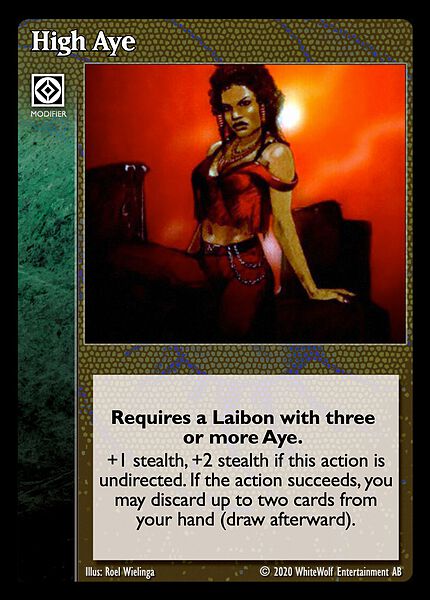 High Aye
MODIFIER
Requires a Laibon with three
or more Aye.
+1 stealth, +2 stealth if this action is
undirected. If the action succeeds, you
may discard up to two cards from
your hand (draw afterward).
Illus: Roel Wielinga © 2020 WhiteWolf Entertainment AB